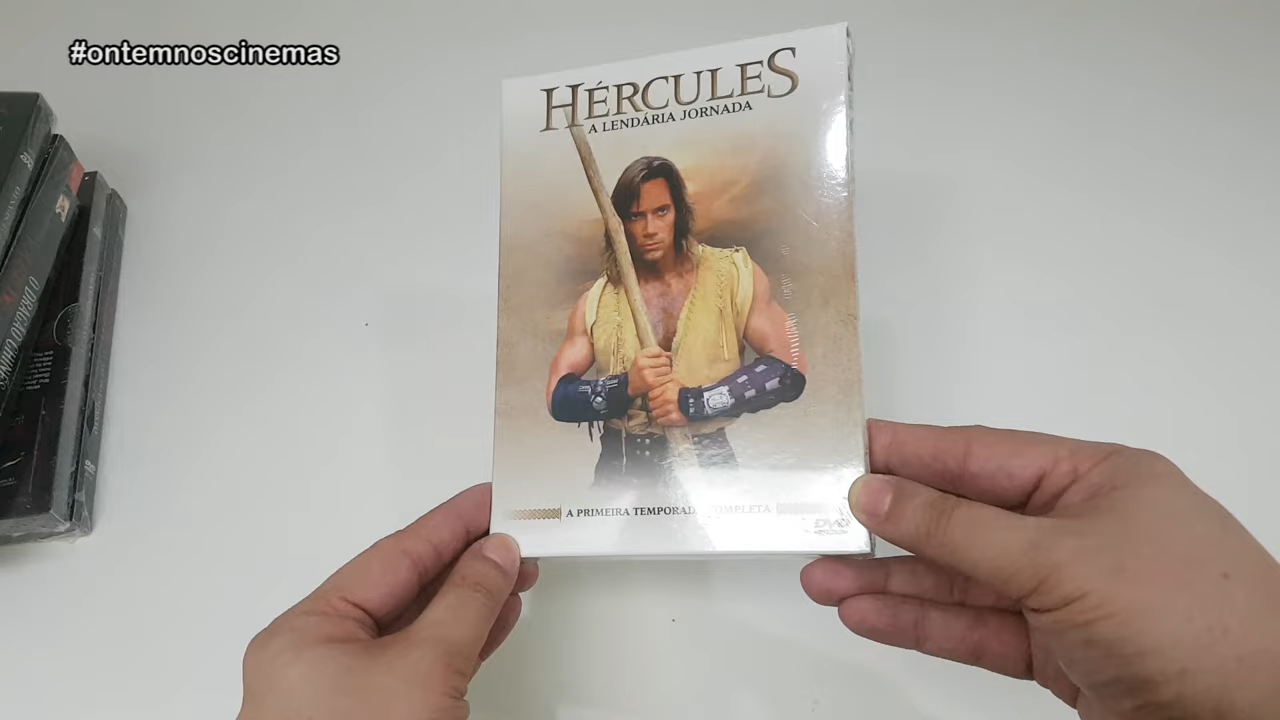 #ontemnoscinemas
HÉRCULES
A LENDÁRIA JORNADA
A PRIMEIRA TEMPORADA COMPLETA
DVD
O DRAGÃO CHINÊS